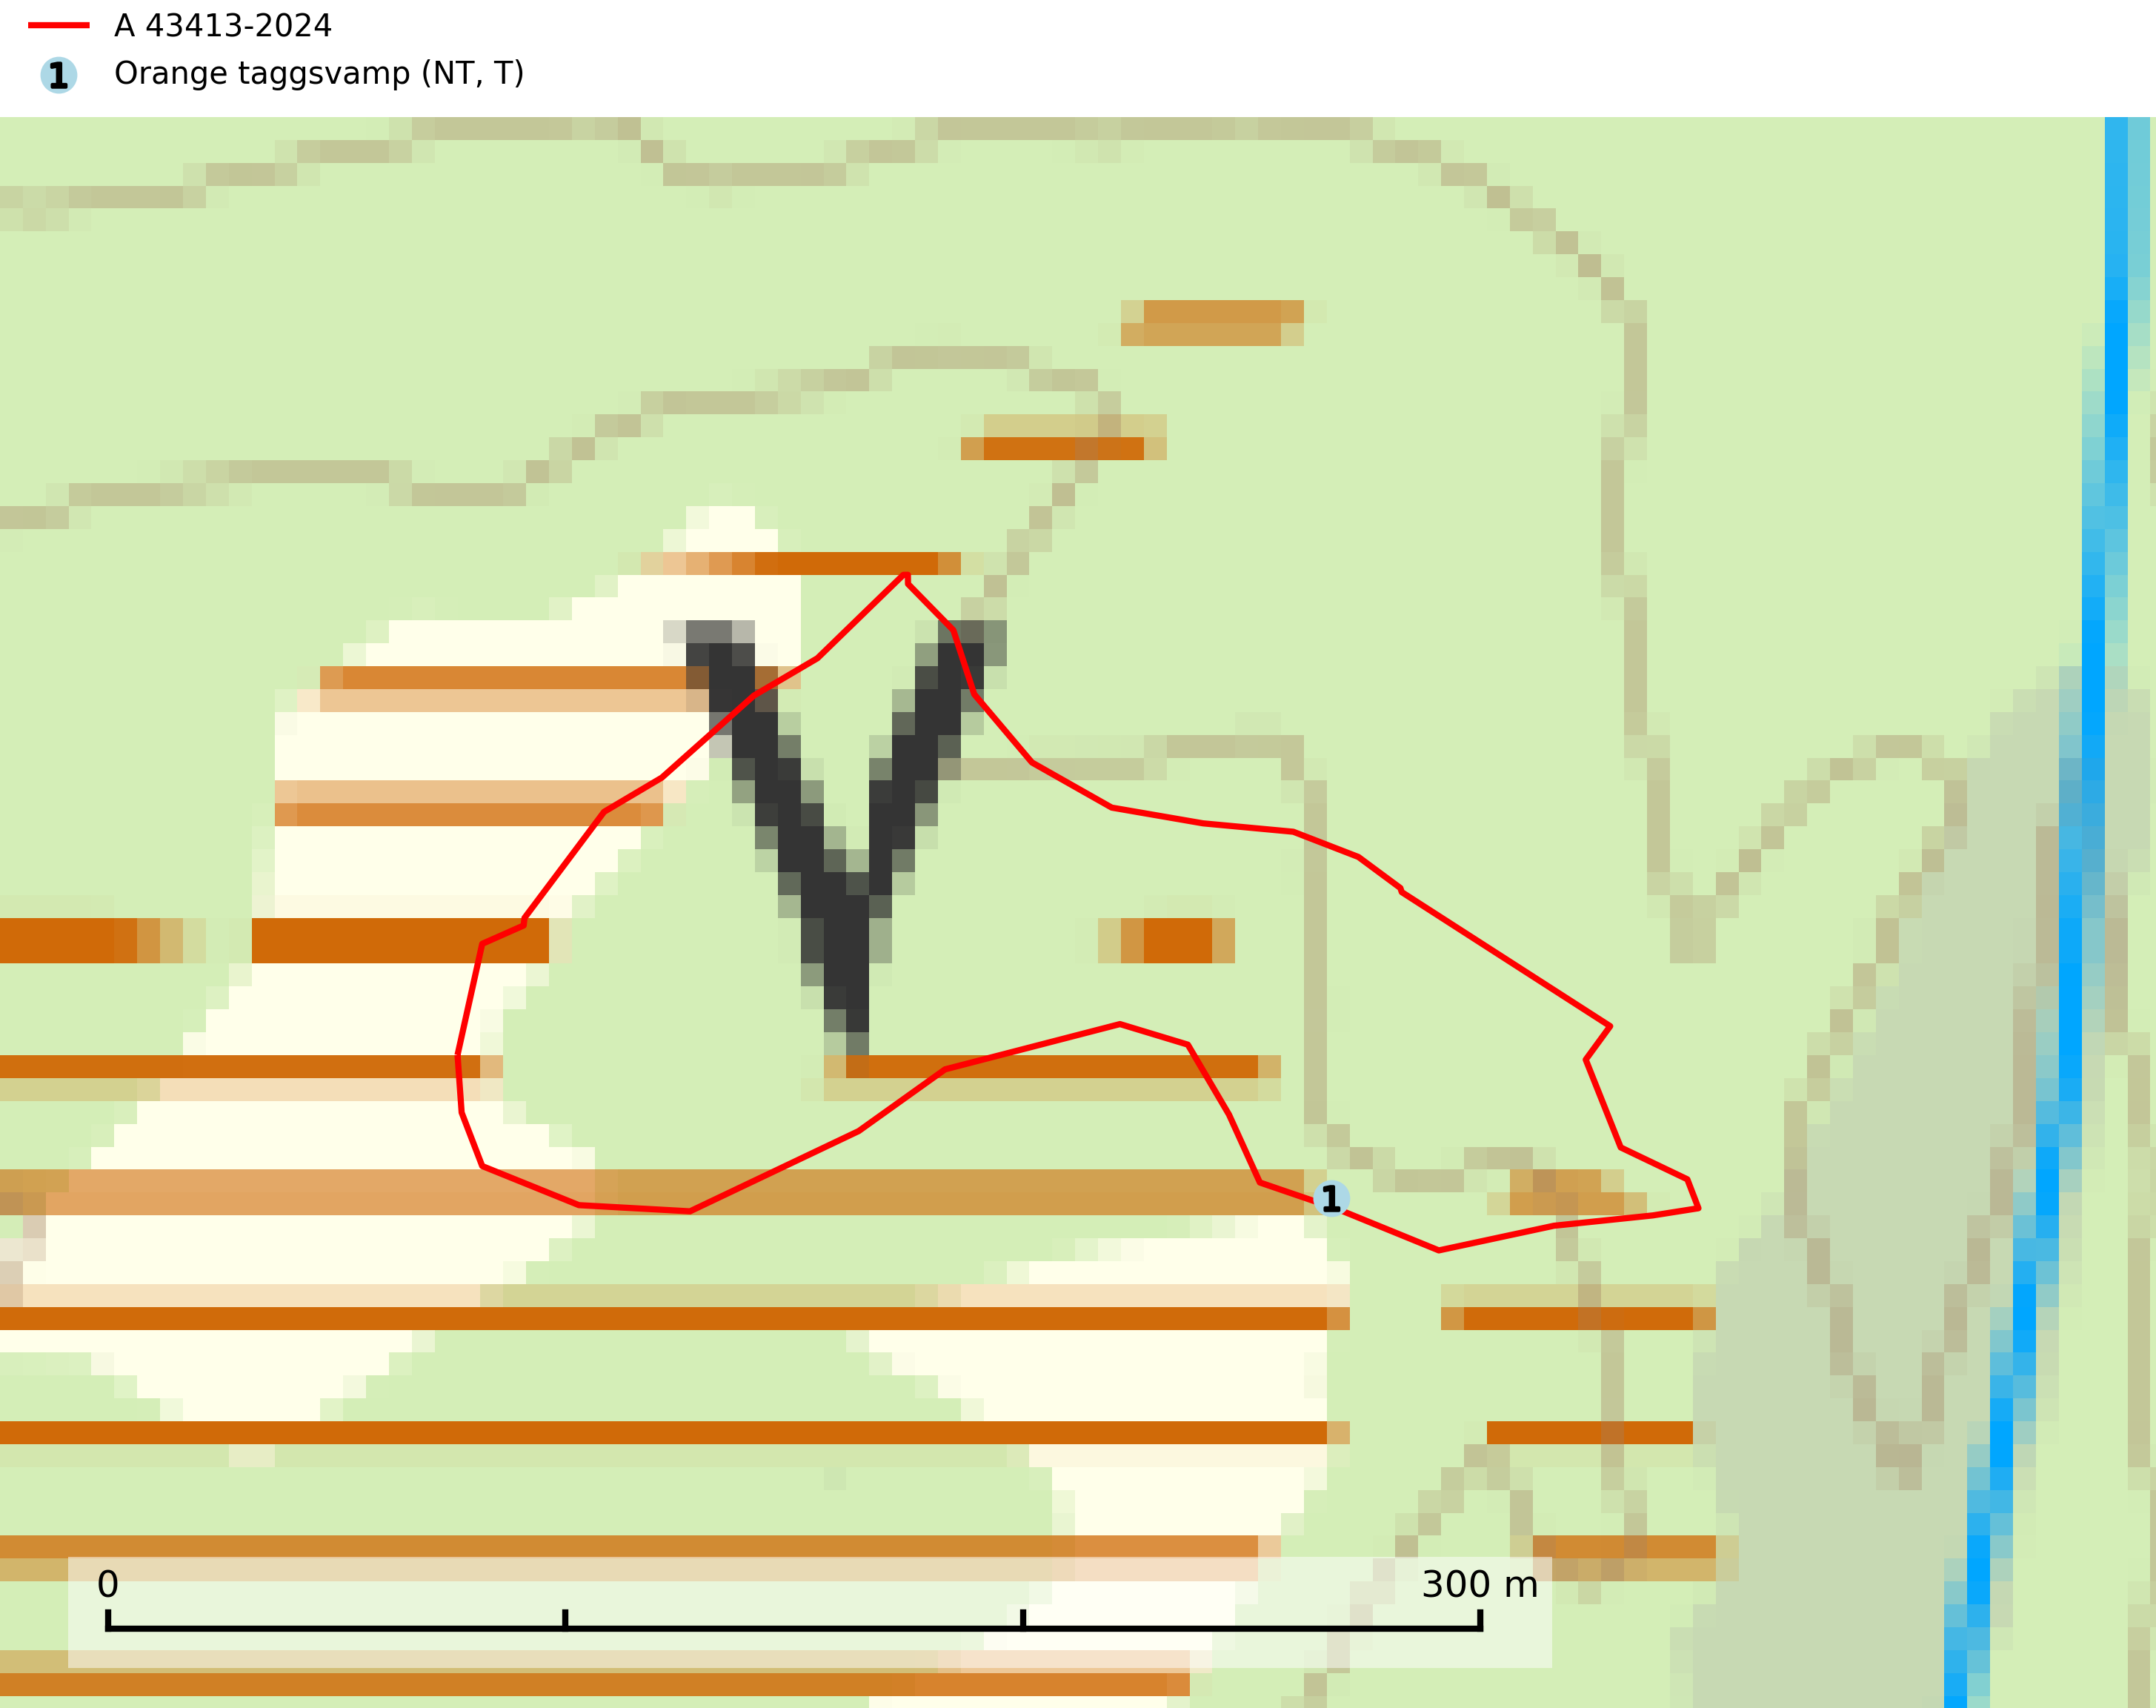 A 43413-2024
1 Orange taggsvamp (NT, T)
1
0 300 m